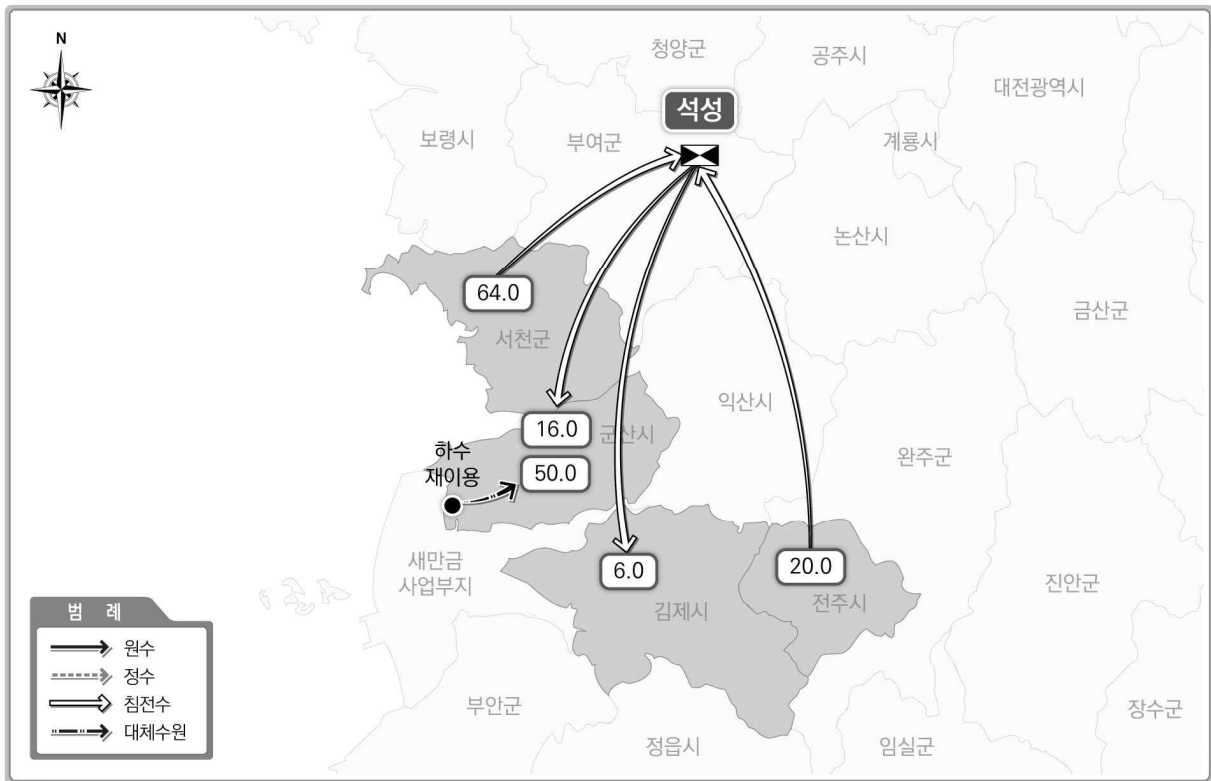 N
청양군
공주시
대전광역시
석성
보령시
부여군
계룡시
논산시
64.0
금산군
서천군
익산시
16.0
군산시
하수
재이용
50.0
완주군
새만금
사업부지
6.0
20.0
김제시
전주시
진안군
범 례
원수
정수
침전수
대체수원
부안군
정읍시
임실군
장수군